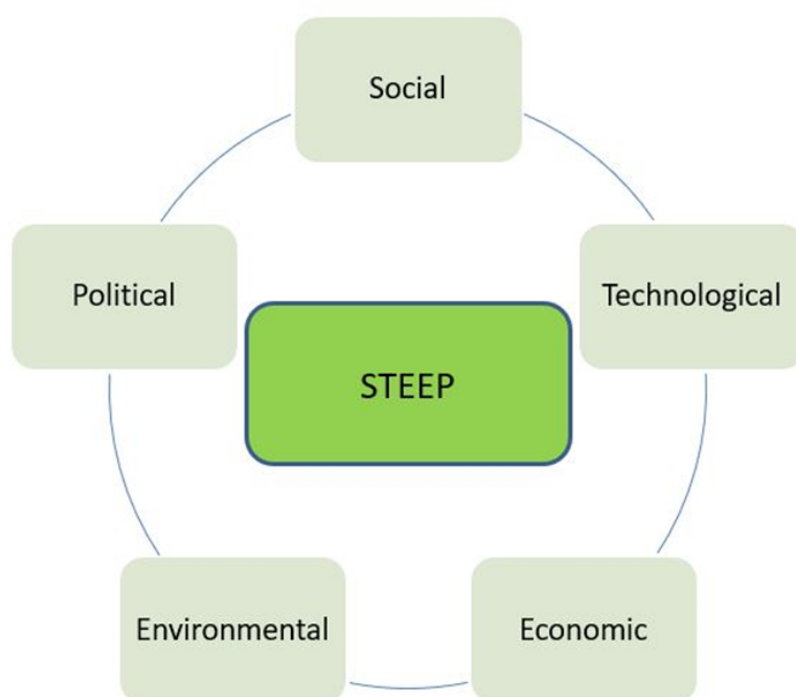 Social
Political
Technological
STEEP
Environmental
Economic